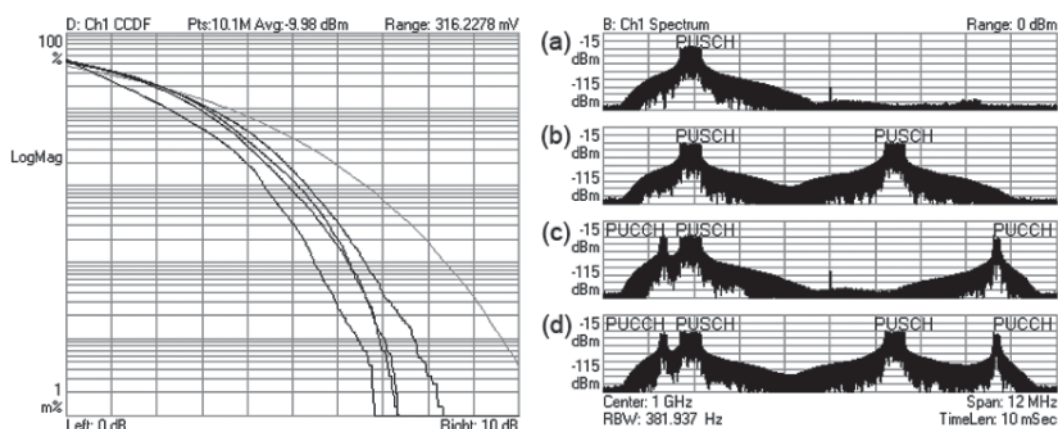 D: Ch1 CCDF Pts:10.1M Avg:-9.98 dBm Range: 316.2278 mV
100
%
LogMag
1
m%
Left: 0 dB Right: 10 dB
B: Ch1 Spectrum Range: 0 dBm
(a)
-15
dBm
-115
dBm
PUSCH
(b)
-15
dBm
-115
dBm
PUSCH PUSCH
(c)
PUCCH PUSCH PUCCH
-15
dBm
-115
dBm
(d)
-15
dBm
-115
dBm
PUCCH PUSCH PUSCH PUCCH
Center: 1 GHz Span: 12 MHz
RBW: 381.937 Hz TimeLen: 10 mSec